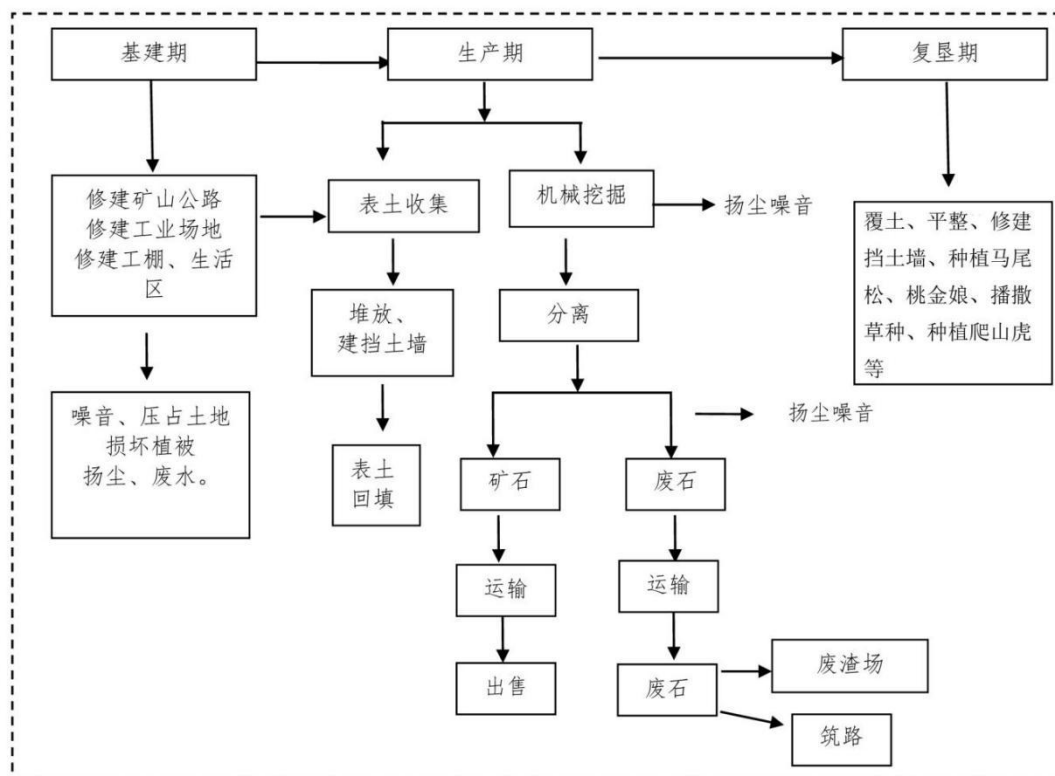 基建期
生产期
复垦期
修建矿山公路
修建工业场地
修建工棚、生活
区
表土收集
机械挖掘
扬尘噪音
覆土、平整、修建
挡土墙、种植马尾
松、桃金娘、播撒
草种、种植爬山虎
等
堆放、
建挡土墙
分离
噪音、压占土地
损坏植被
扬尘、废水。
扬尘噪音
表土
回填
矿石
废石
运输
运输
出售
废石
废渣场
筑路